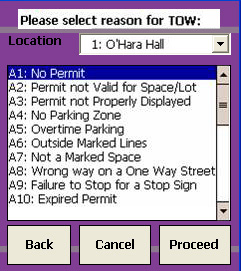 Please select reason for TOW:
Location 1: O'Hara Hall
A1: No Permit
A2: Permit not Valid for Space/Lot
A3: Permit not Properly Displayed
A4: No Parking Zone
A5: Overtime Parking
A6: Outside Marked Lines
A7: Not a Marked Space
A8: Wrong way on a One Way Street
A9: Failure to Stop for a Stop Sign
A10: Expired Permit
Back Cancel Proceed